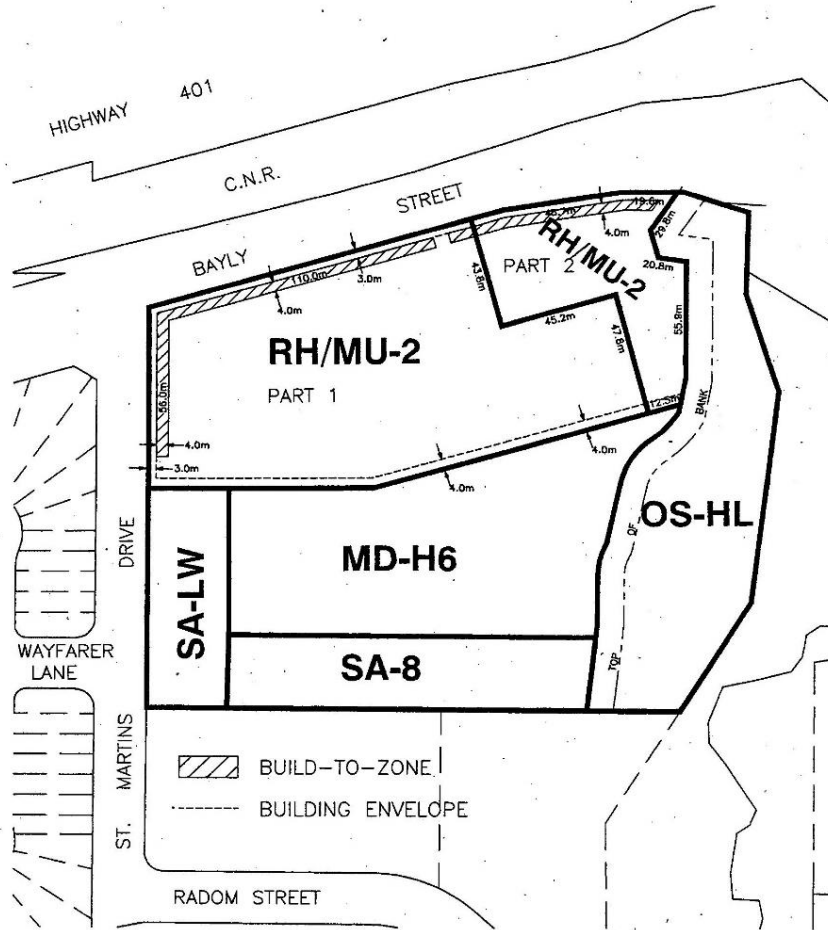 HIGHWAY 401
C.N.R.
BAYLY STREET
19.6m
4.0m
29.8m
RH/MU-2
PART 2
20.8m
43.8m
3.0m
110.0m
4.0m
45.2m
47.8m
55.9m
RH/MU-2
PART 1
56.0m
12.5m
BANK
4.0m
3.0m
4.0m
4.0m
OS-HL
OF
DRIVE
SA-LW
MD-H6
WAYFARER
LANE
SA-8
TOP
ST. MARTINS
BUILD-TO-ZONE
BUILDING ENVELOPE
RADOM STREET